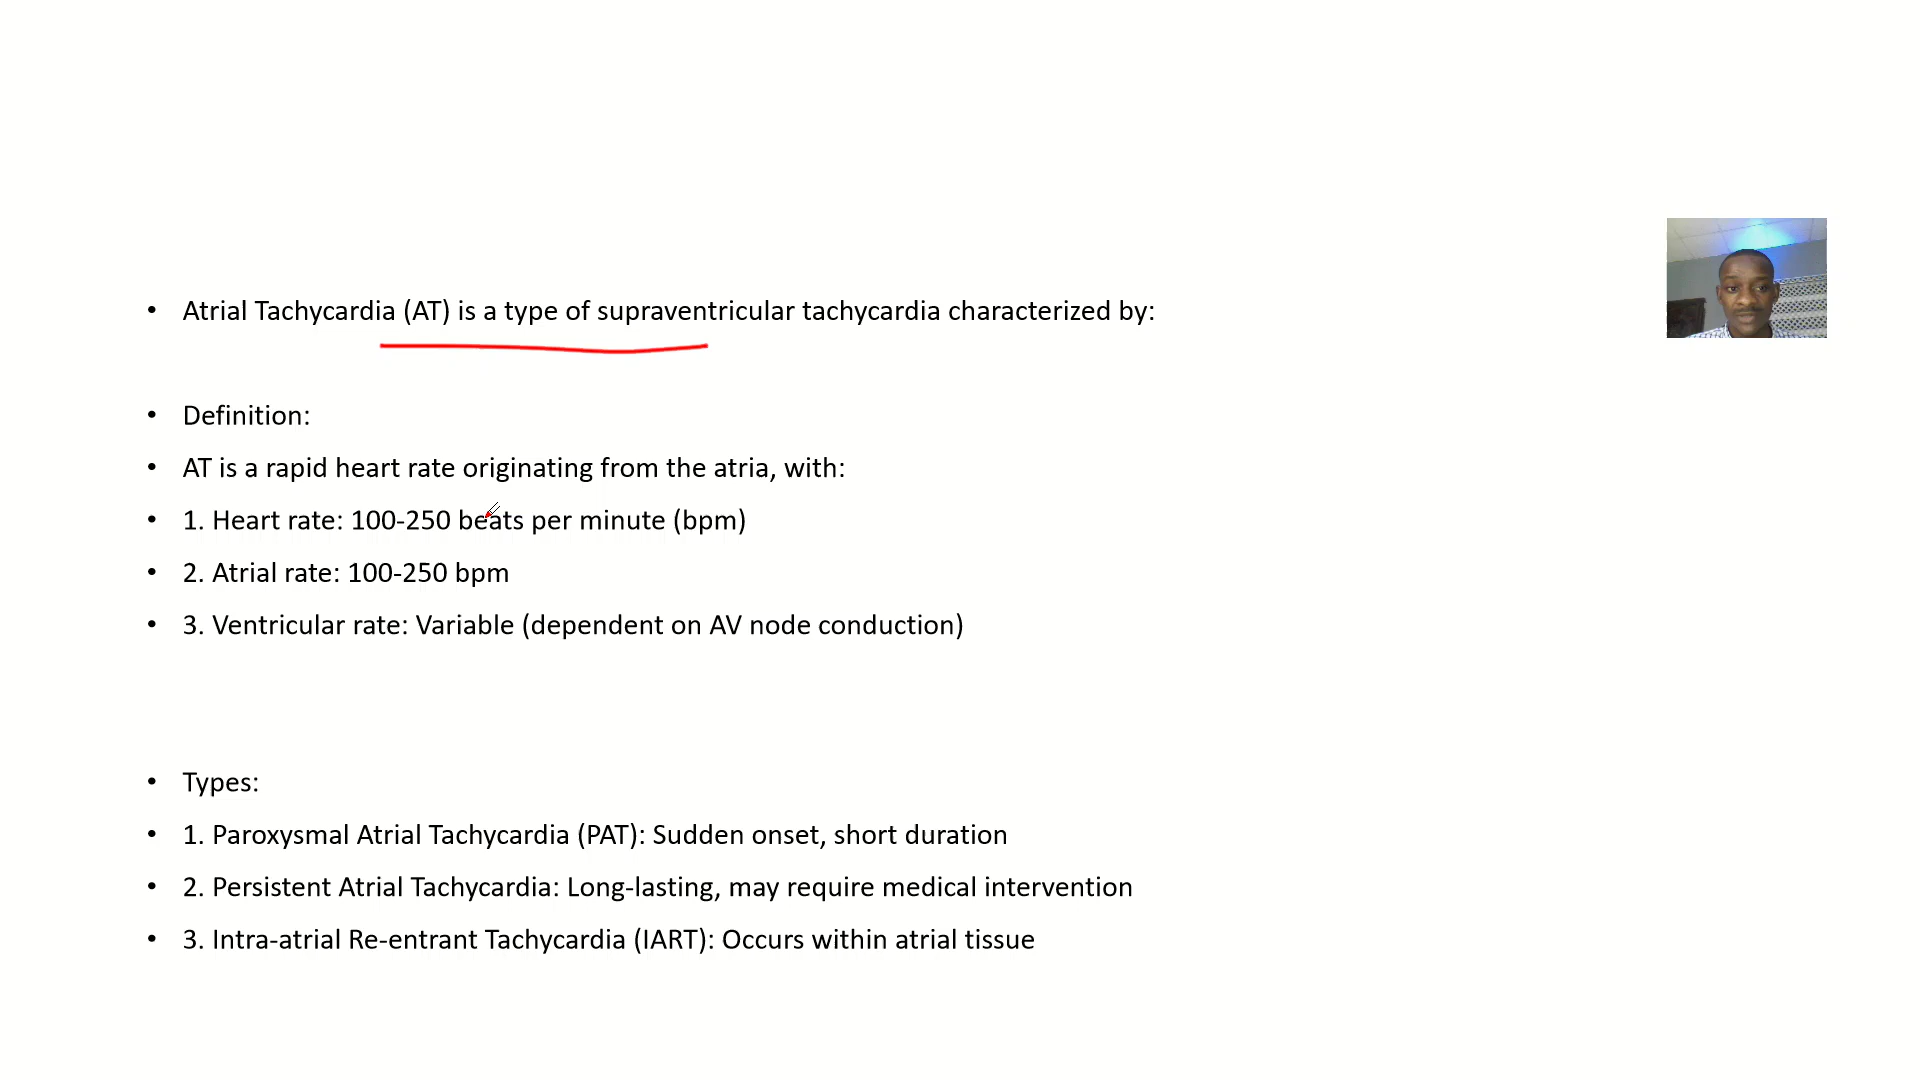 • Atrial Tachycardia (AT) is a type of supraventricular tachycardia characterized by:
• Definition:
• AT is a rapid heart rate originating from the atria, with:
• 1. Heart rate: 100-250 beats per minute (bpm)
• 2. Atrial rate: 100-250 bpm
• 3. Ventricular rate: Variable (dependent on AV node conduction)
• Types:
• 1. Paroxysmal Atrial Tachycardia (PAT): Sudden onset, short duration
• 2. Persistent Atrial Tachycardia: Long-lasting, may require medical intervention
• 3. Intra-atrial Re-entrant Tachycardia (IART): Occurs within atrial tissue